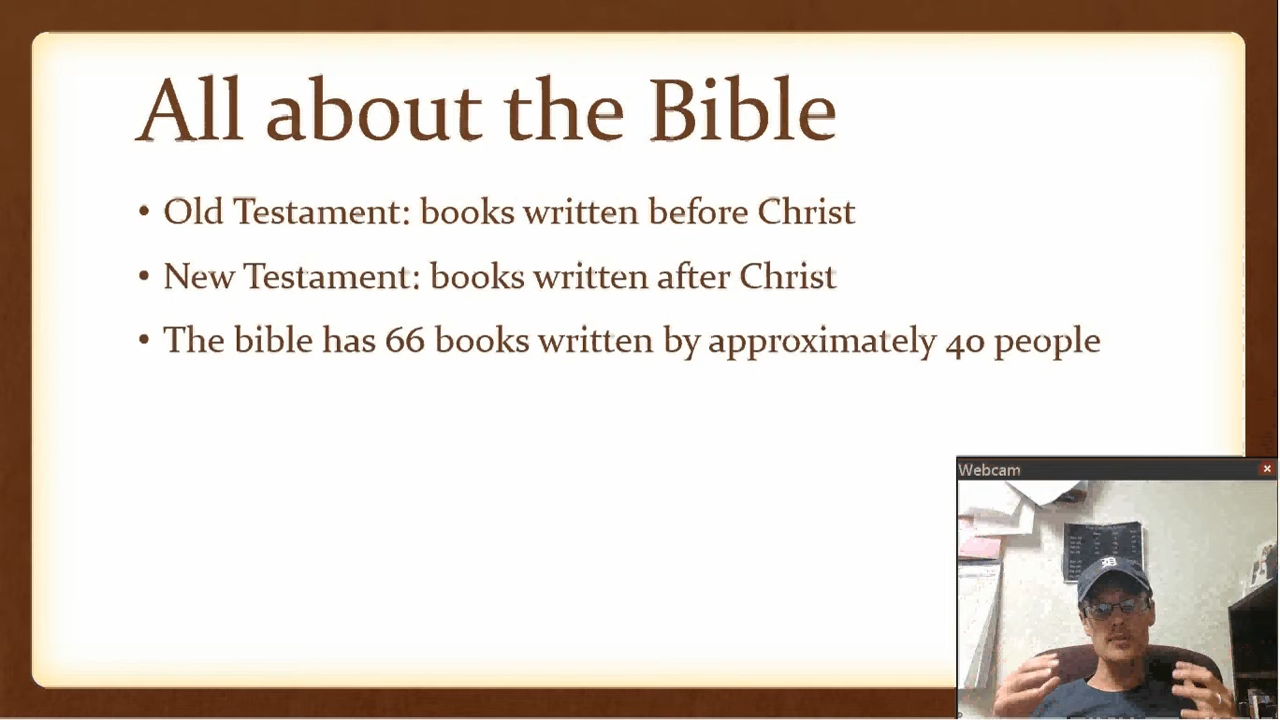 All about the Bible
• Old Testament: books written before Christ
• New Testament: books written after Christ
• The bible has 66 books written by approximately 40 people
Webcam
D